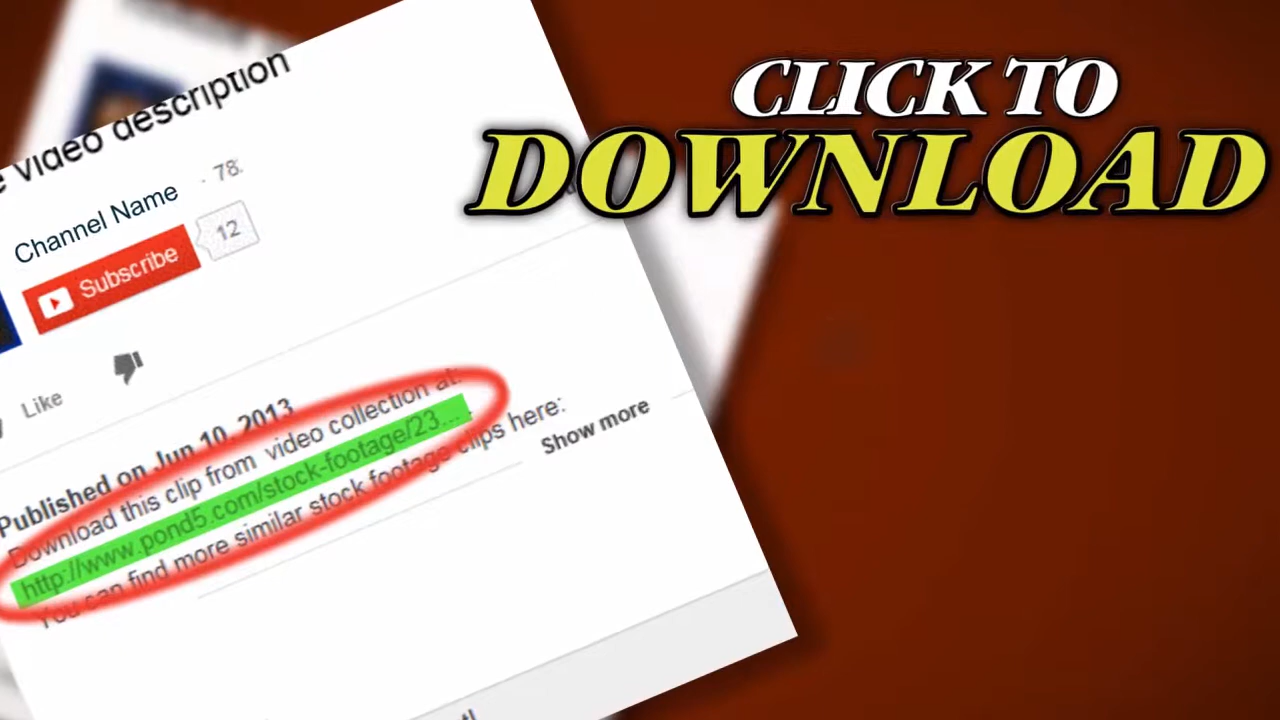 CLICK TO
DOWNLOAD
video description
Channel Name
78
Subscribe
12
Like
Published on Jun 10, 2013
Download this clip from video collection at:
http://www.pond5.com/stock-footage/23...
You can find more similar stock footage clips here:
Show more